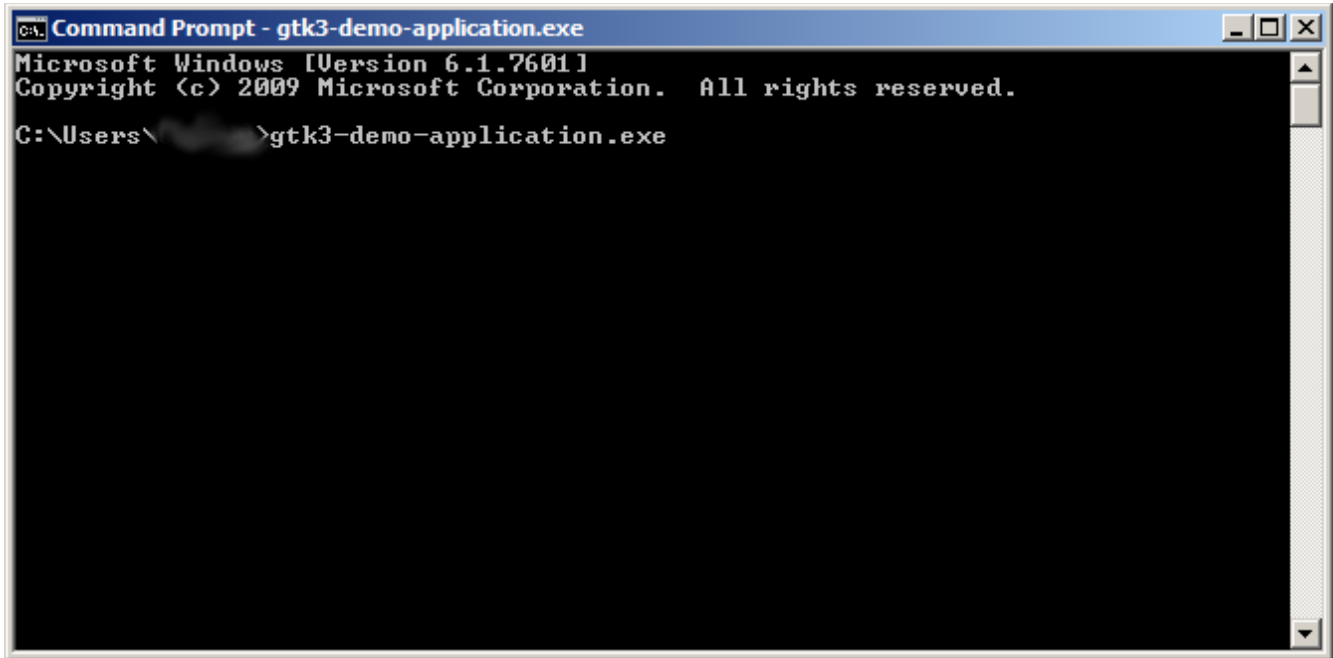 Command Prompt - gtk3-demo-application.exe
Microsoft Windows [Version 6.1.7601]
Copyright (c) 2009 Microsoft Corporation.  All rights reserved.
C:\Users\ >gtk3-demo-application.exe